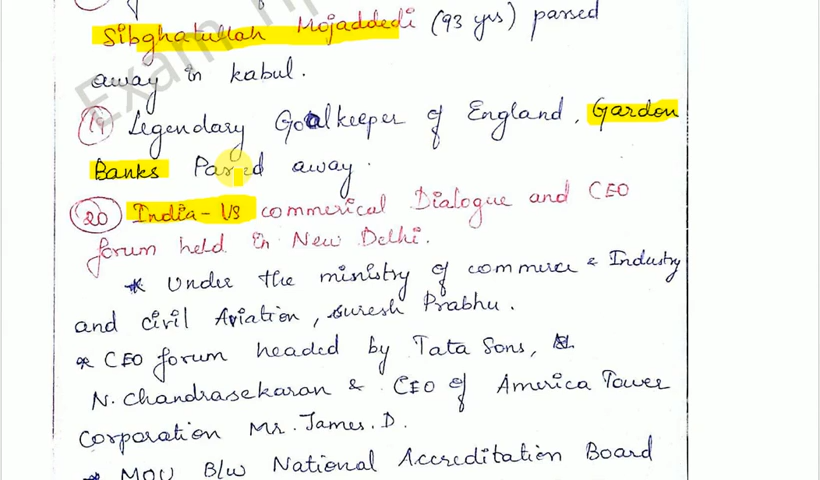 Sibghatullah Mojaddedi (93 yrs) passed
away in kabul.
(19) Legendary Goalkeeper of England, Gardon
Banks Passed away.
(20) India-US commerical Dialogue and CEO
forum held in New Delhi.
* Under the ministry of commerce & Industry
and civil Aviation, suresh Prabhu.
* CEO forum headed by Tata Sons,
N. Chandrasekaran & CEO of America Tower
Corporation Mr. James. D.
* MOU B/w National Accreditation Board